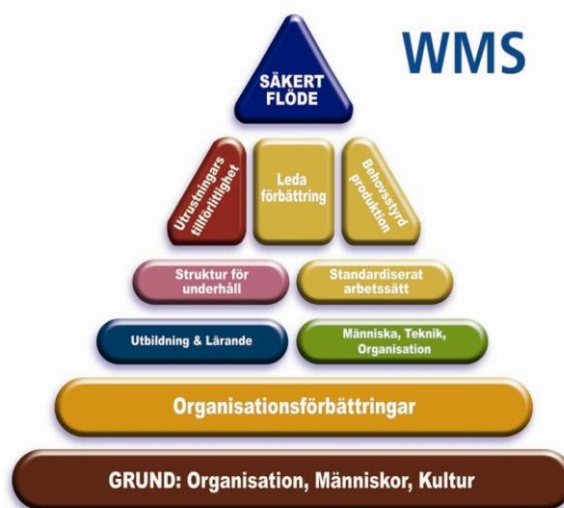 WMS
SÄKERT
FLÖDE
Utrustningars
tillförlitlighet
Leda
förbättring
Behovsstyrd
produktion
Struktur för
underhåll
Standardiserat
arbetssätt
Utbildning & Lärande
Människa, Teknik,
Organisation
Organisationsförbättringar
GRUND: Organisation, Människor, Kultur